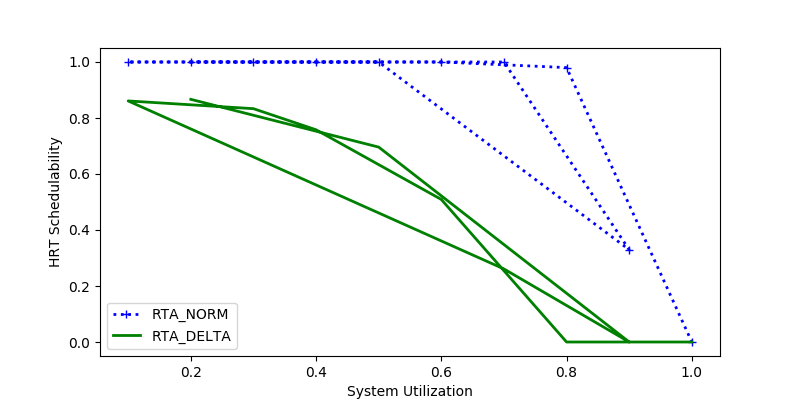 1.0
0.8
0.6
0.4
0.2
0.0
HRT Schedulability
RTA_NORM
RTA_DELTA
0.2 0.4 0.6 0.8 1.0
System Utilization